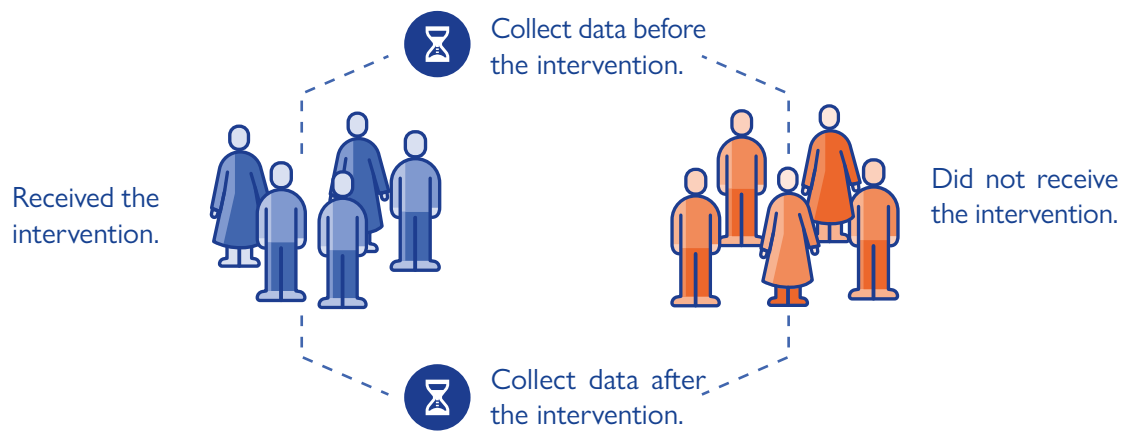 Collect data before
the intervention.
Received the
intervention.
Did not receive
the intervention.
Collect data after
the intervention.